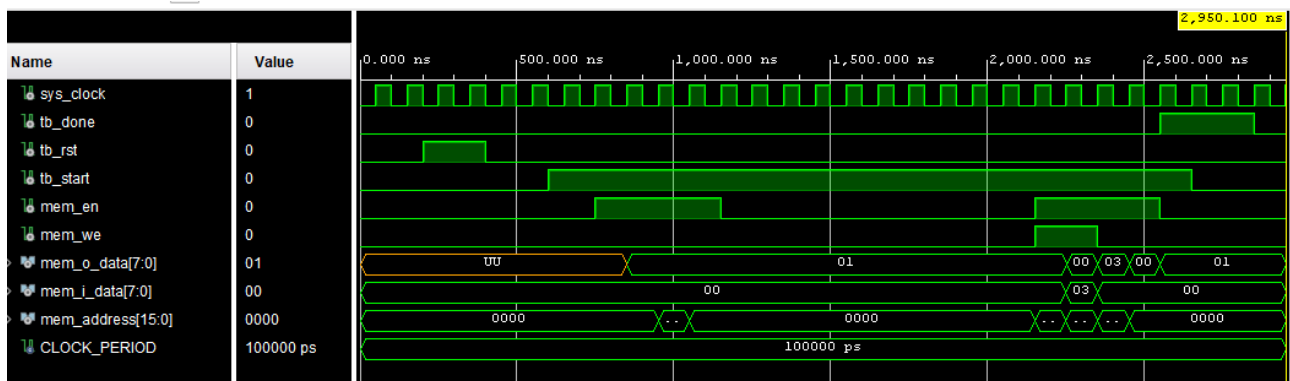 2,950.100 ns
Name Value 0.000 ns 500.000 ns 1,000.000 ns 1,500.000 ns 2,000.000 ns 2,500.000 ns
sys_clock 1
tb_done 0
tb_rst 0
tb_start 0
mem_en 0
mem_we 0
mem_o_data[7:0] 01 UU 01 00 03 00 01
mem_i_data[7:0] 00 00 03 00
mem_address[15:0] 0000 0000 .. 0000 .. .. .. 0000
CLOCK_PERIOD 100000 ps 100000 ps